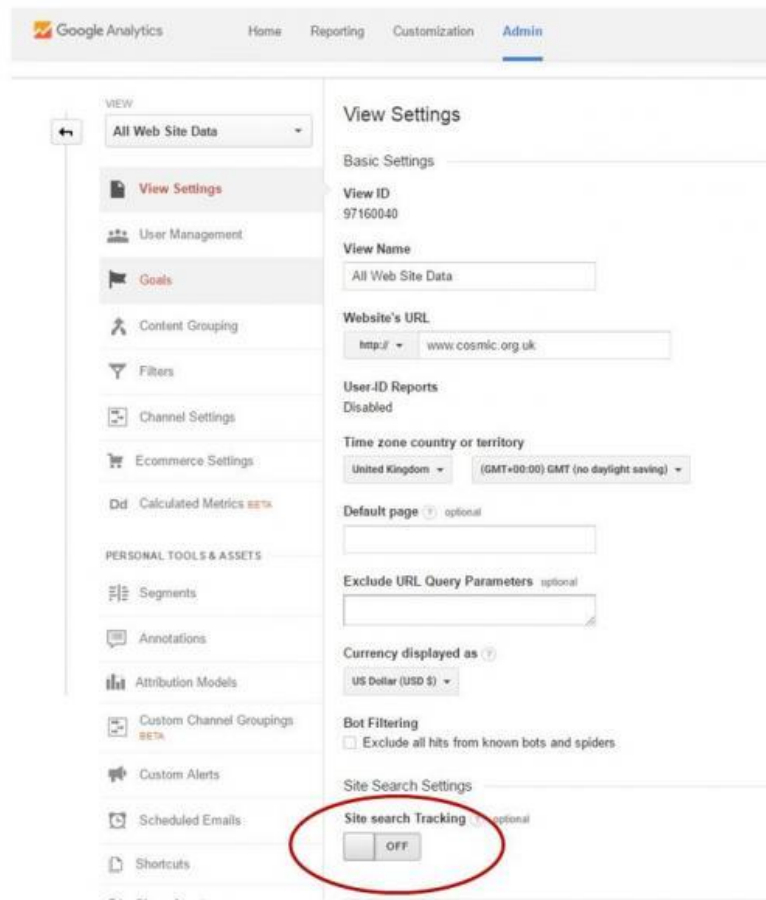 Google Analytics
Home Reporting Customization Admin
VIEW
All Web Site Data
View Settings
User Management
Goals
Content Grouping
Filters
Channel Settings
Ecommerce Settings
Dd Calculated Metrics BETA
PERSONAL TOOLS & ASSETS
Segments
Annotations
Attribution Models
Custom Channel Groupings
BETA
Custom Alerts
Scheduled Emails
Shortcuts
View Settings
Basic Settings
View ID
97160040
View Name
All Web Site Data
Website's URL
http:// www.cosmic.org.uk
User-ID Reports
Disabled
Time zone country or territory
United Kingdom (GMT+00:00) GMT (no daylight saving)
Default page ? optional
Exclude URL Query Parameters optional
Currency displayed as ?
US Dollar (USD $)
Bot Filtering
Exclude all hits from known bots and spiders
Site Search Settings
Site search Tracking ? optional
OFF